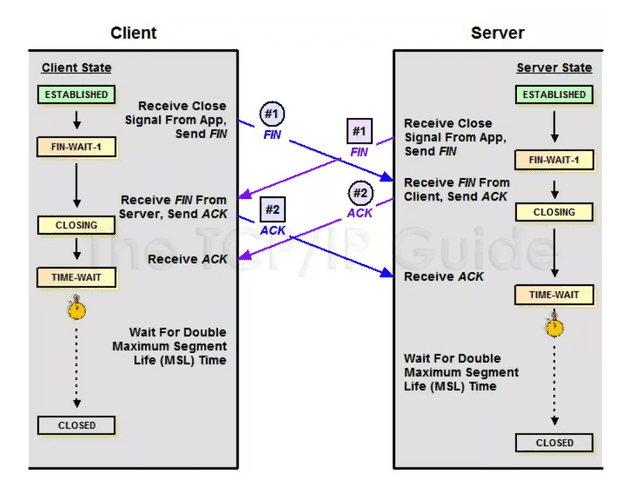 Client
Server
Client State
Server State
ESTABLISHED
ESTABLISHED
Receive Close
Signal From App,
Send FIN
#1
FIN
#1
FIN
Receive Close
Signal From App,
Send FIN
FIN-WAIT-1
FIN-WAIT-1
Receive FIN From
Server, Send ACK
#2
ACK
#2
ACK
Receive FIN From
Client, Send ACK
CLOSING
CLOSING
The TCP/IP Guide
Receive ACK
Receive ACK
TIME-WAIT
TIME-WAIT
Wait For Double
Maximum Segment
Life (MSL) Time
Wait For Double
Maximum Segment
Life (MSL) Time
CLOSED
CLOSED